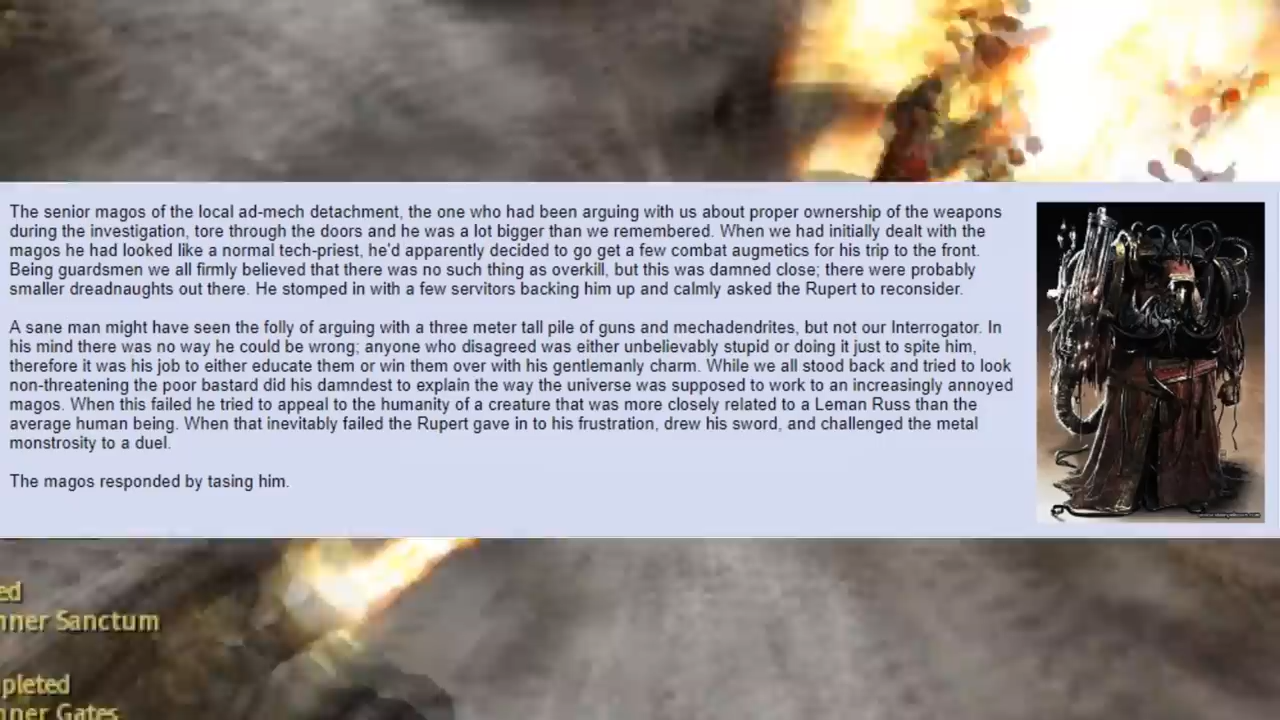 The senior magos of the local ad-mech detachment, the one who had been arguing with us about proper ownership of the weapons
during the investigation, tore through the doors and he was a lot bigger than we remembered. When we had initially dealt with the
magos he had looked like a normal tech-priest, he'd apparently decided to go get a few combat augmetics for his trip to the front.
Being guardsmen we all firmly believed that there was no such thing as overkill, but this was damned close; there were probably
smaller dreadnaughts out there. He stomped in with a few servitors backing him up and calmly asked the Rupert to reconsider.
A sane man might have seen the folly of arguing with a three meter tall pile of guns and mechadendrites, but not our Interrogator. In
his mind there was no way he could be wrong; anyone who disagreed was either unbelievably stupid or doing it just to spite him,
therefore it was his job to either educate them or win them over with his gentlemanly charm. While we all stood back and tried to look
non-threatening the poor bastard did his damndest to explain the way the universe was supposed to work to an increasingly annoyed
magos. When this failed he tried to appeal to the humanity of a creature that was more closely related to a Leman Russ than the
average human being. When that inevitably failed the Rupert gave in to his frustration, drew his sword, and challenged the metal
monstrosity to a duel.
The magos responded by tasing him.
ed
nner Sanctum
pleted
nner Gates